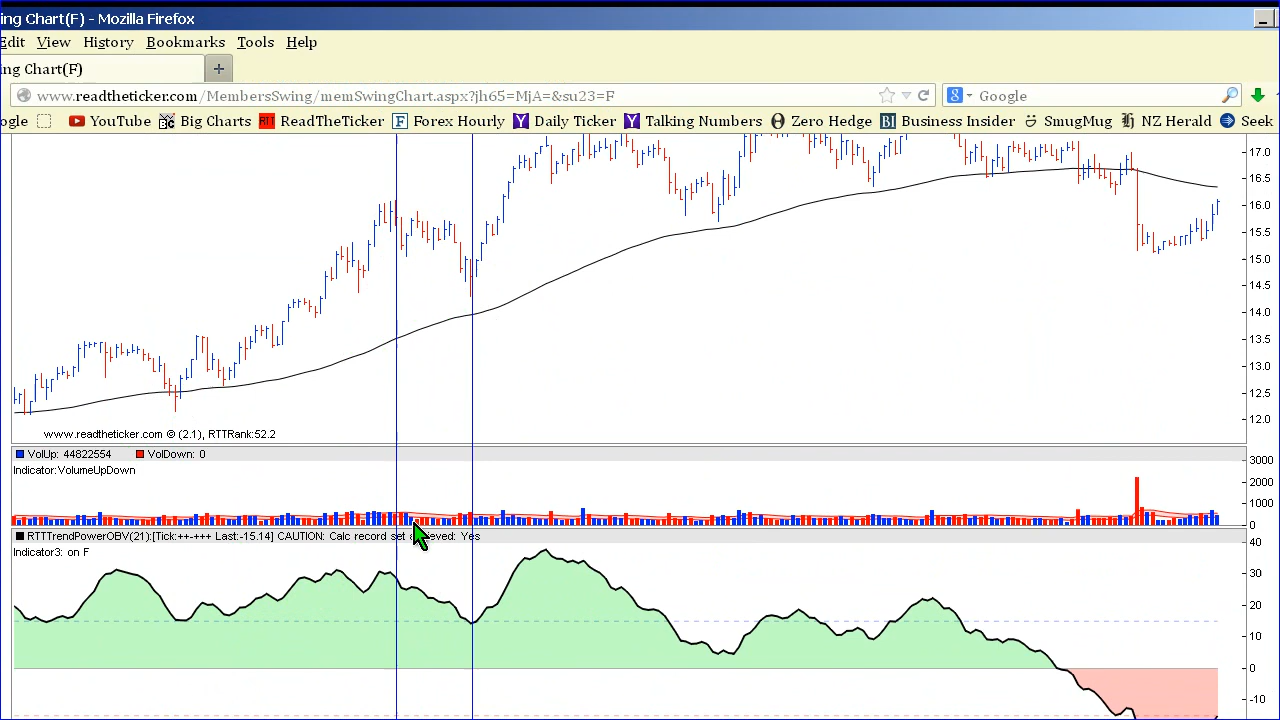 ing Chart(F) - Mozilla Firefox
Edit View History Bookmarks Tools Help
ing Chart(F) +
www.readtheticker.com/MembersSwing/memSwingChart.aspx?jh65=MjA=&su23=F Google
ogle YouTube Big Charts RTT ReadTheTicker Forex Hourly Daily Ticker Talking Numbers Zero Hedge Business Insider SmugMug NZ Herald Seek
17.0
16.5
16.0
15.5
15.0
14.5
14.0
13.5
13.0
12.5
12.0
www.readtheticker.com © (2.1), RTTRank:52.2
VolUp: 44822554 VolDown: 0
Indicator:VolumeUpDown
3000
2000
1000
0
RTTTrendPowerOBV(21):[Tick:++-+++ Last:-15.14] CAUTION: Calc record set Yes
Indicator3: on F
40
30
20
10
0
-10